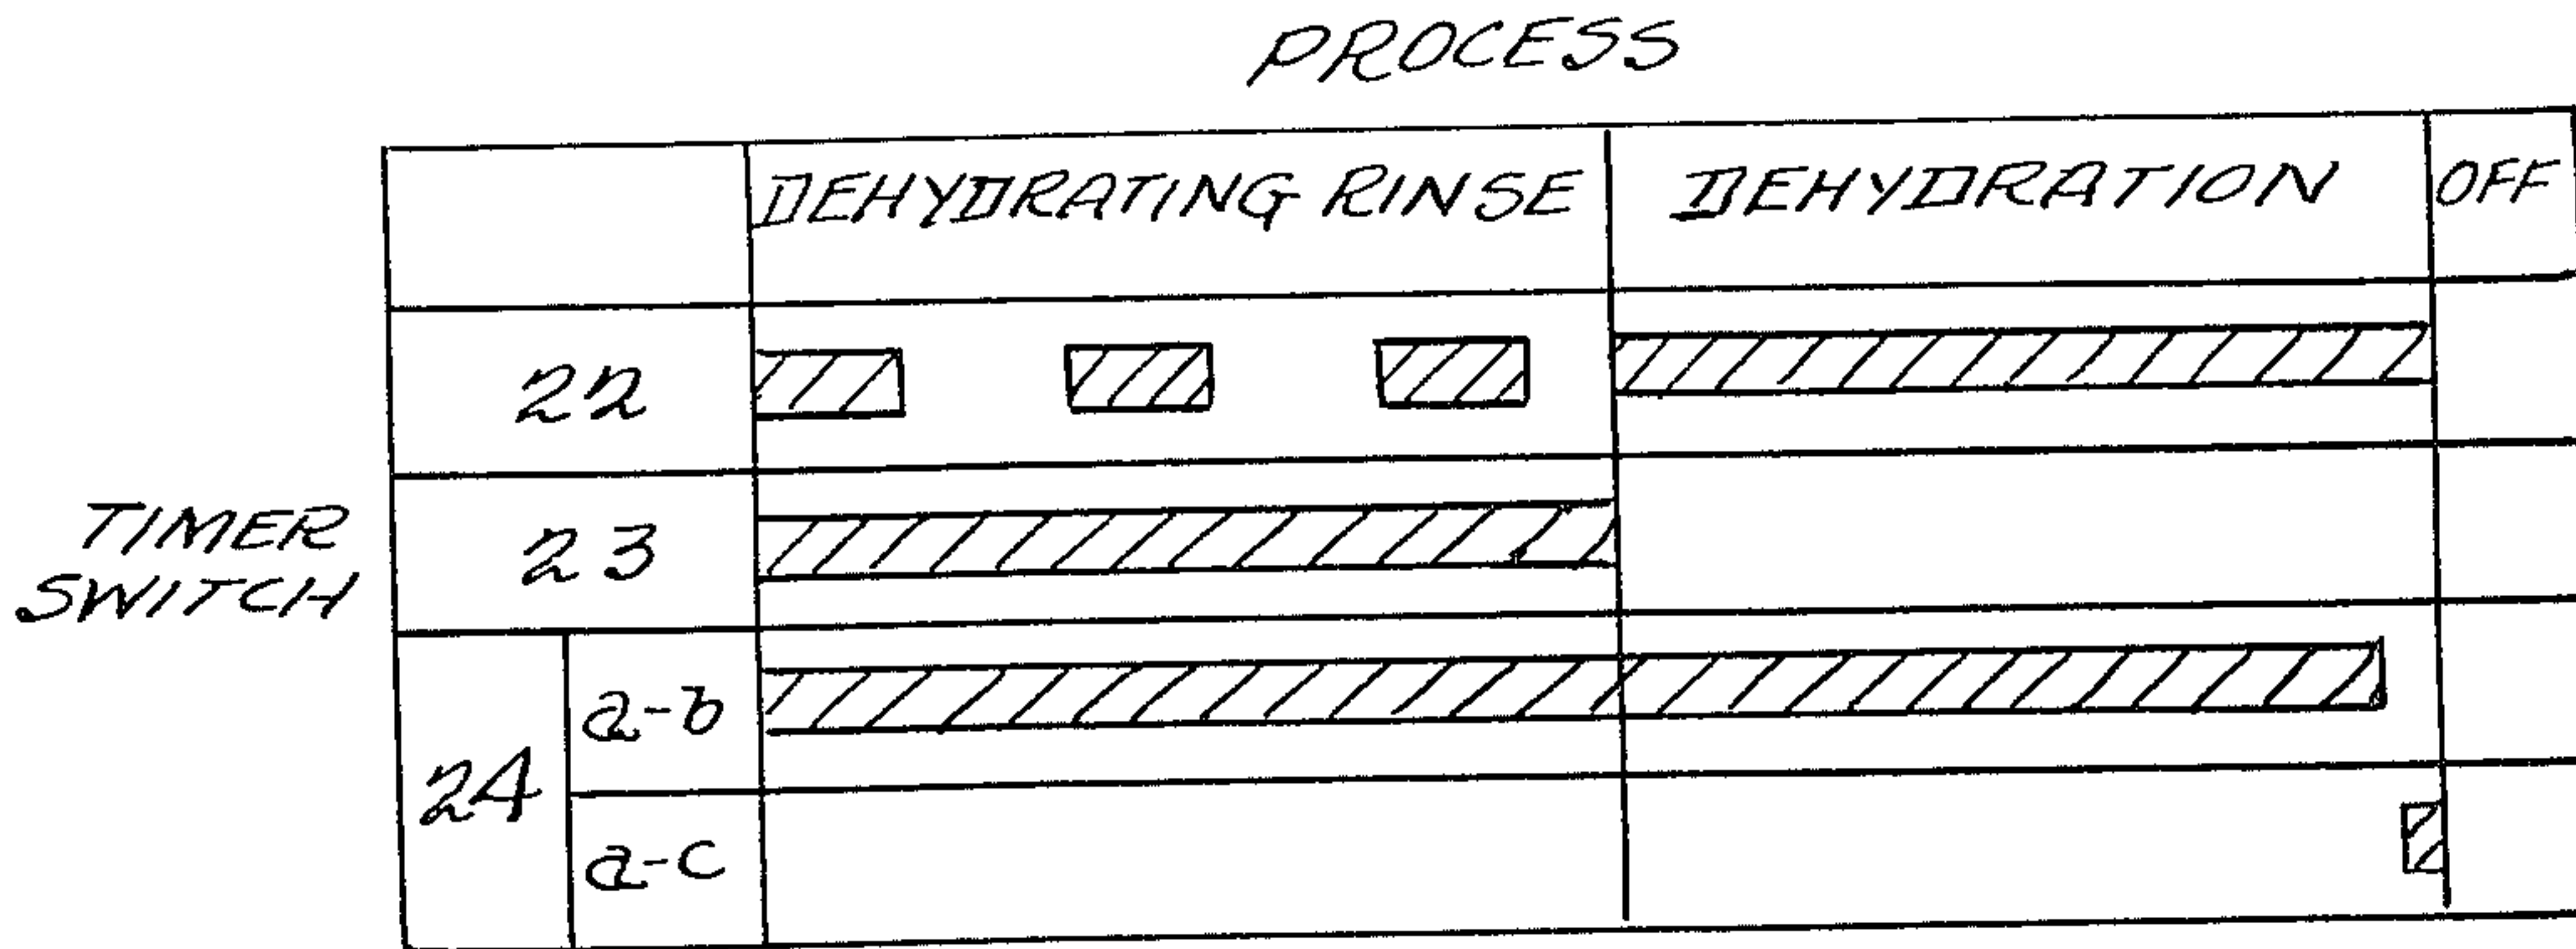 PROCESS
DEHYDRATING RINSE DEHYDRATION OFF
22
TIMER
SWITCH
23
24
a-b
a-c